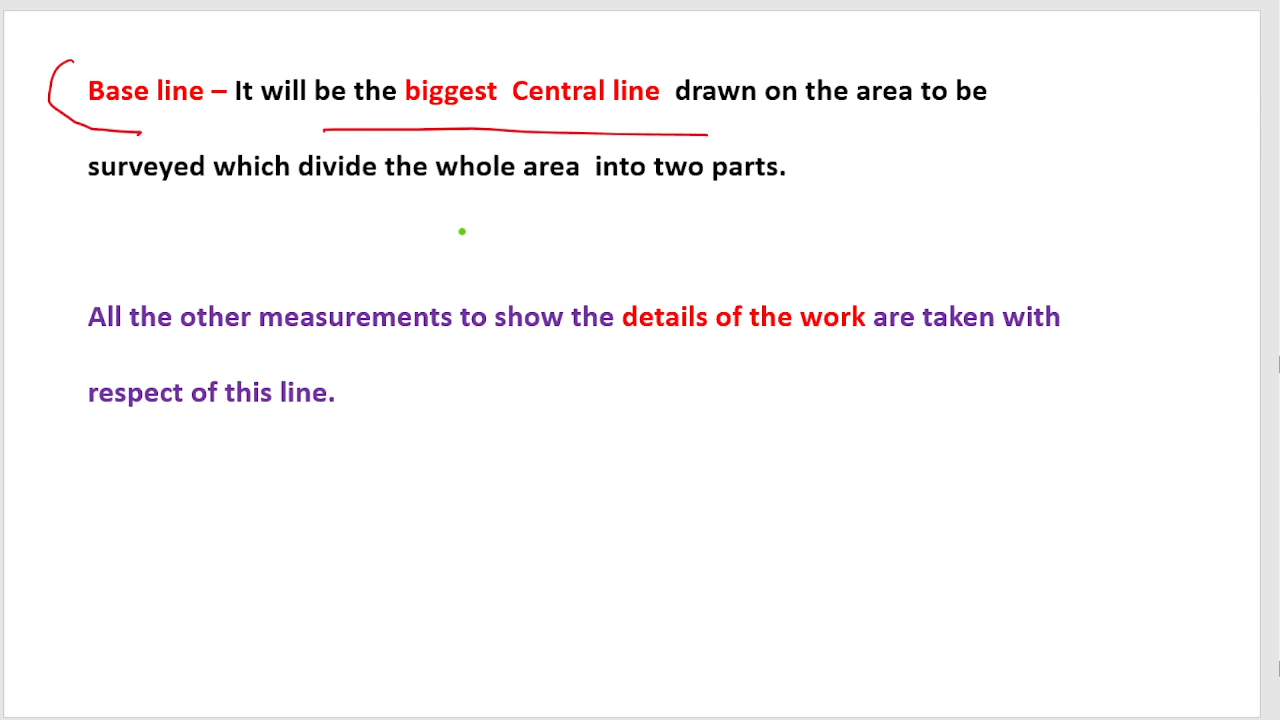 Base line – It will be the biggest  Central line  drawn on the area to be
surveyed which divide the whole area  into two parts.
All the other measurements to show the details of the work are taken with
respect of this line.